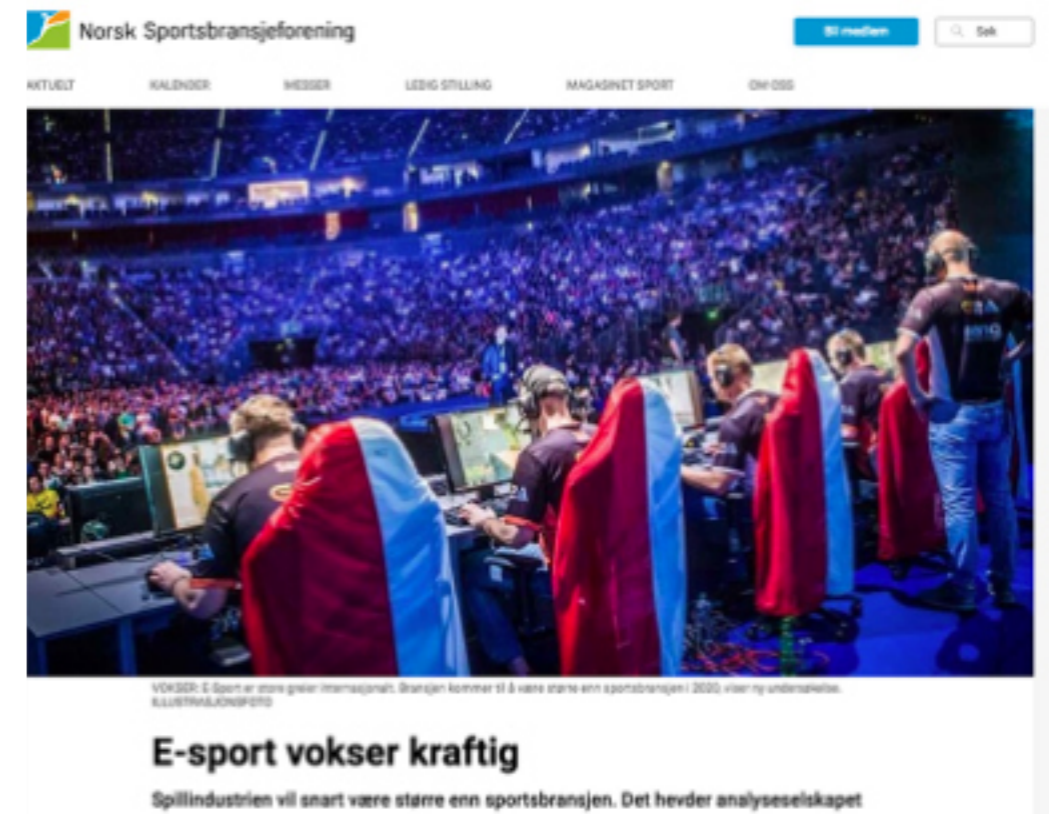 Norsk Sportsbransjeforening
Bli medlem
Søk
AKTUELT KALENDER MESSER LEDIG STILLING MAGASINET SPORT OM OSS
VOKSER: E-Sport er store greier internasjonalt. Bransjen kommer til å være større enn sportsbransjen i 2020, viser ny undersøkelse.
ILLUSTRASJONSFOTO
E-sport vokser kraftig
Spillindustrien vil snart være større enn sportsbransjen. Det hevder analyseselskapet